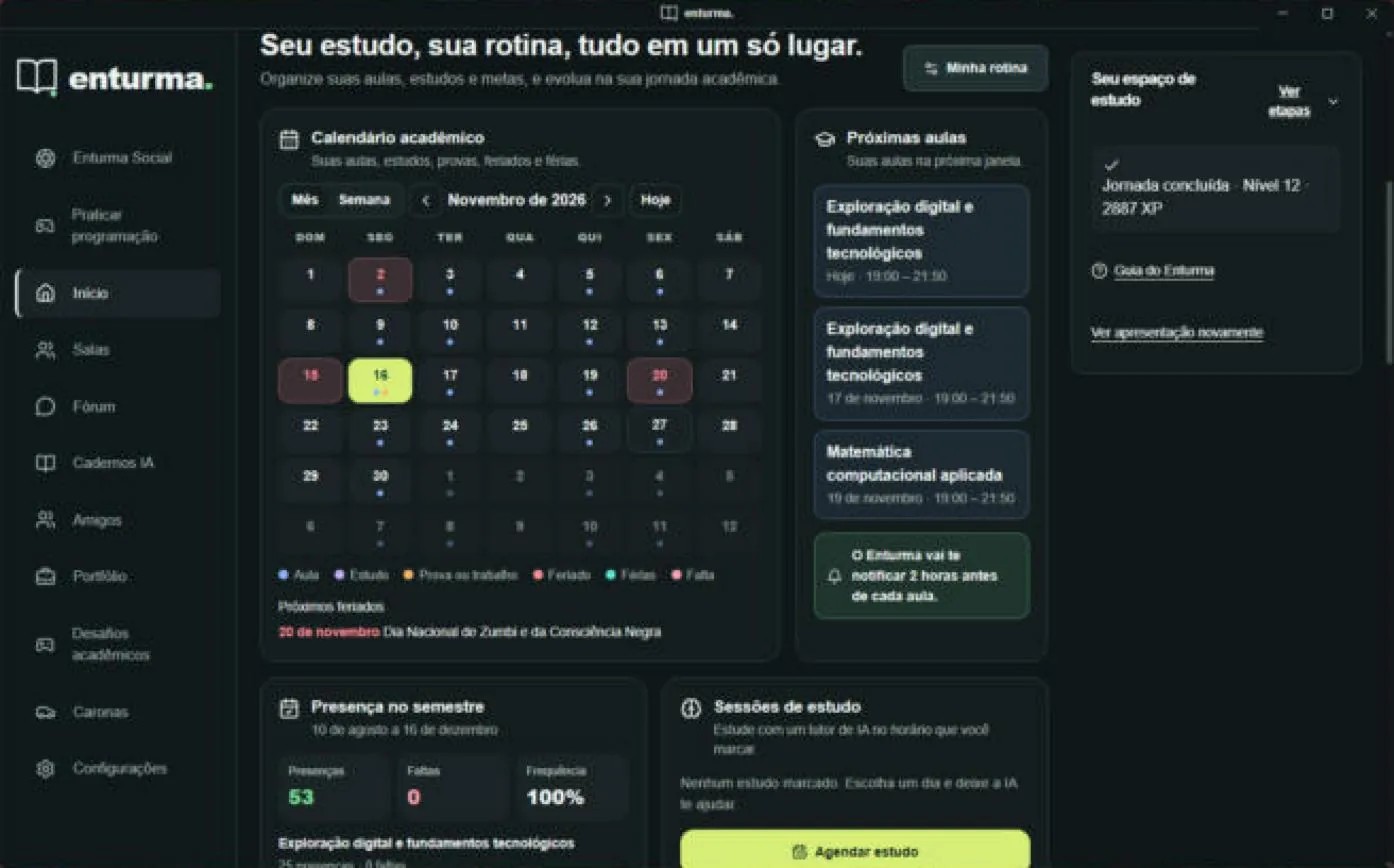 enturma.
enturma.
Enturma Social
Praticar
programação
Início
Salas
Fórum
Cadernos IA
Amigos
Portfólio
Desafios
acadêmicos
Caronas
Configurações
Seu estudo, sua rotina, tudo em um só lugar.
Organize suas aulas, estudos e metas, e evolua na sua jornada acadêmica.
Minha rotina
Calendário acadêmico
Suas aulas, estudos, provas, feriados e férias.
Mês Semana Novembro de 2026 Hoje
DOM SEG TER QUA QUI SEX SÁB
1 2 3 4 5 6 7
8 9 10 11 12 13 14
15 16 17 18 19 20 21
22 23 24 25 26 27 28
29 30 1 2 3 4 5
6 7 8 9 10 11 12
Aula Estudo Prova ou trabalho Feriado Férias Falta
Próximos feriados
20 de novembro Dia Nacional de Zumbi e da Consciência Negra
Próximas aulas
Suas aulas na próxima janela.
Exploração digital e
fundamentos
tecnológicos
Hoje · 19:00 – 21:50
Exploração digital e
fundamentos
tecnológicos
17 de novembro · 19:00 – 21:50
Matemática
computacional aplicada
19 de novembro · 19:00 – 21:50
O Enturma vai te
notificar 2 horas antes
de cada aula.
Seu espaço de
estudo
Ver
etapas
Jornada concluída · Nível 12 ·
2887 XP
Guia do Enturma
Ver apresentação novamente
Presença no semestre
10 de agosto a 16 de dezembro
Presenças Faltas Frequência
53 0 100%
Exploração digital e fundamentos tecnológicos
25 presenças · 0 faltas
Sessões de estudo
Estude com um tutor de IA no horário que você
marcar.
Nenhum estudo marcado. Escolha um dia e deixe a IA
te ajudar.
Agendar estudo